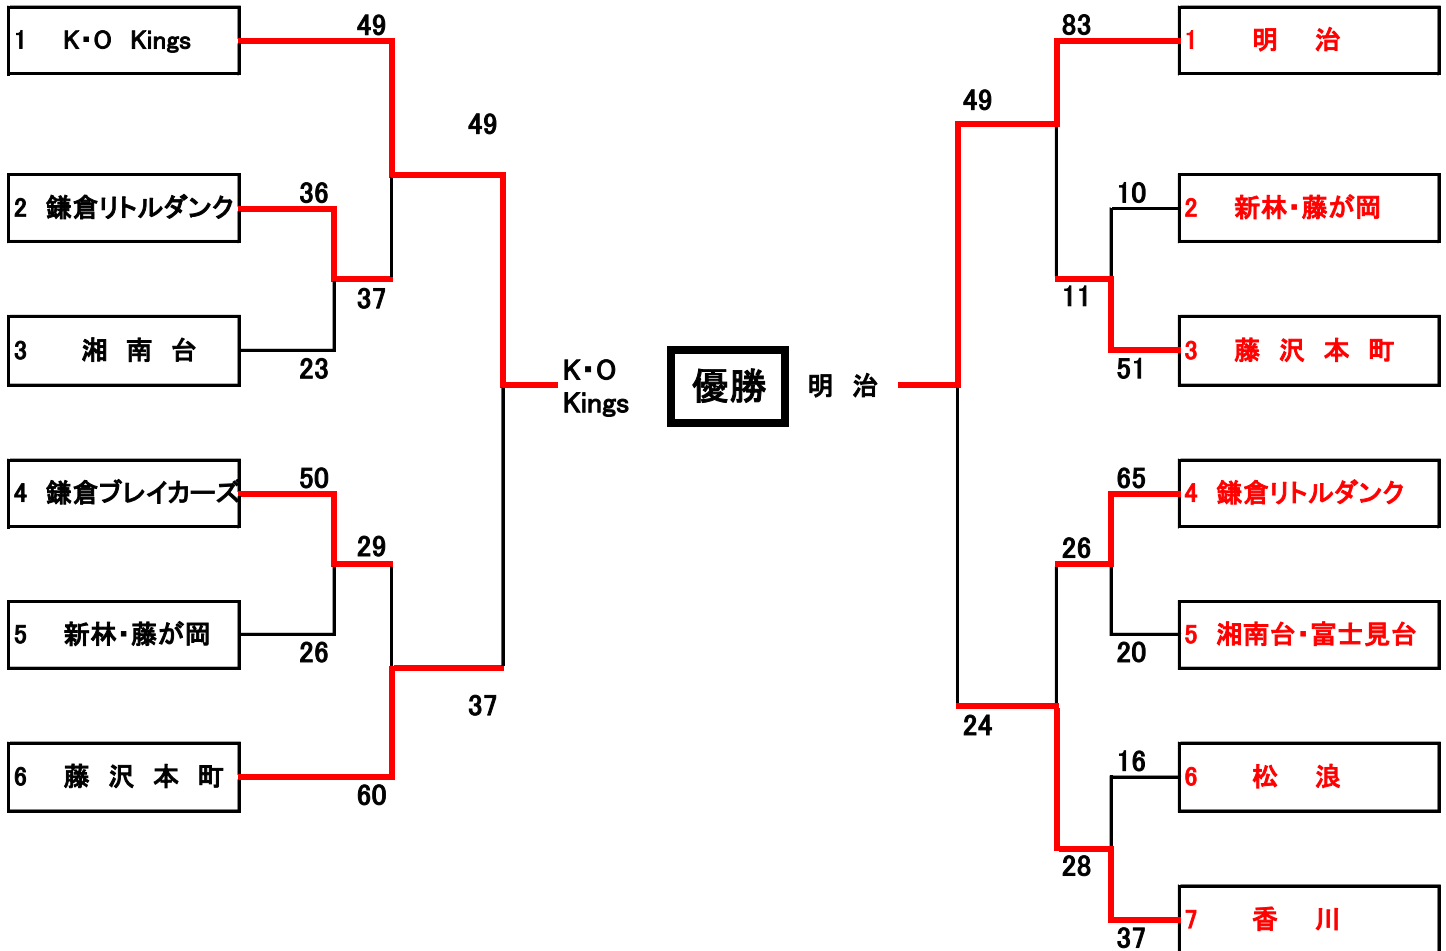 49
83
1 K・O Kings
1 明 治
49
49
36
10
2 鎌倉リトルダンク
2 新林・藤が岡
37
11
3 湘 南 台
3 藤 沢 本 町
23
51
K・O
Kings
優勝
明 治
50
65
4 鎌倉ブレイカーズ
4 鎌倉リトルダンク
29
26
5 新林・藤が岡
5 湘南台・富士見台
26
20
37
24
16
6 藤 沢 本 町
6 松 浪
60
28
7 香 川
37